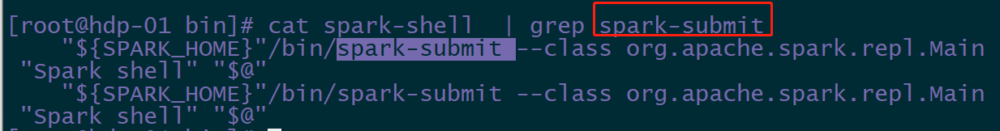 [root@hdp-01 bin]# cat spark-shell  | grep spark-submit
    "${SPARK_HOME}"/bin/spark-submit --class org.apache.spark.repl.Main
 "Spark shell" "$@"
    "${SPARK_HOME}"/bin/spark-submit --class org.apache.spark.repl.Main
 "Spark shell" "$@"